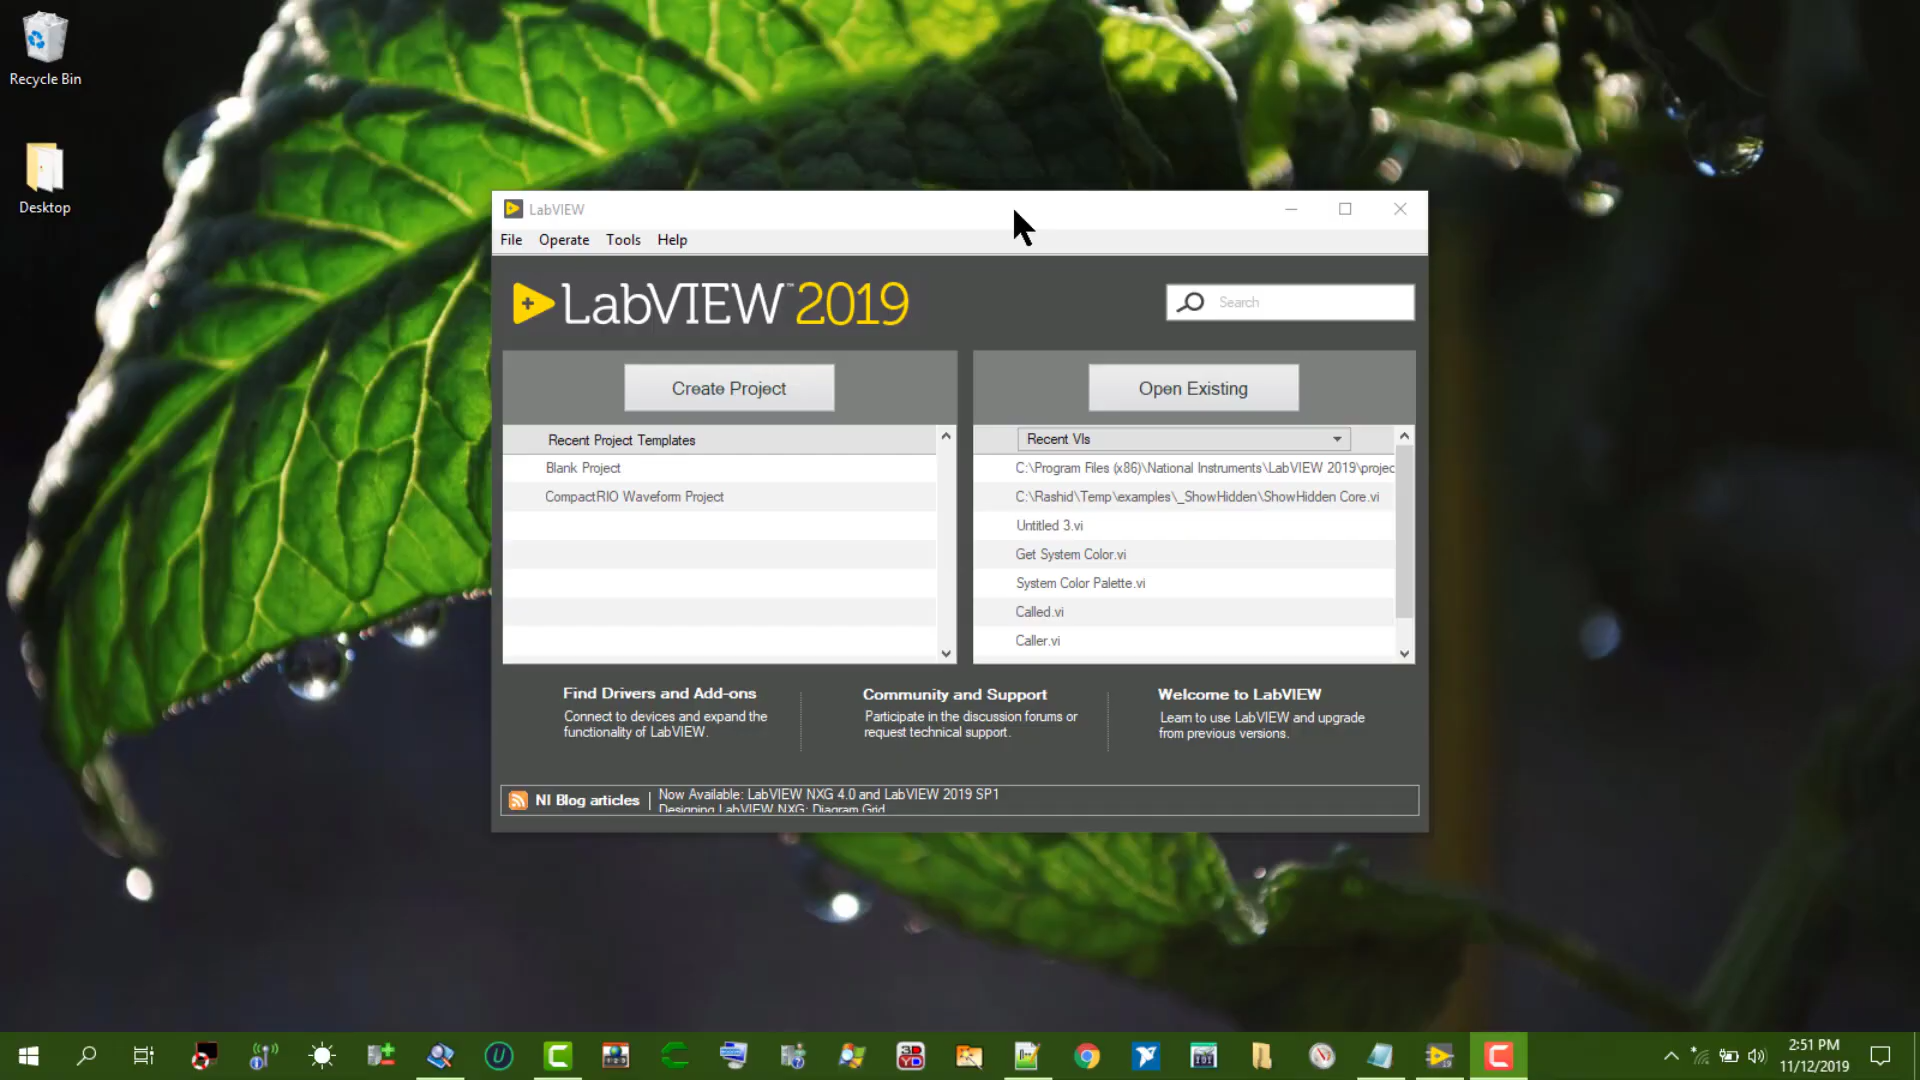 Recycle Bin
Desktop
LabVIEW
File Operate Tools Help
LabVIEW™ 2019
Search
Create Project
Open Existing
Recent Project Templates
Blank Project
CompactRIO Waveform Project
Recent VIs
C:\Program Files (x86)\National Instruments\LabVIEW 2019\projec
C:\Rashid\Temp\examples\_ShowHidden\ShowHidden Core.vi
Untitled 3.vi
Get System Color.vi
System Color Palette.vi
Called.vi
Caller.vi
Find Drivers and Add-ons
Connect to devices and expand the
functionality of LabVIEW.
Community and Support
Participate in the discussion forums or
request technical support.
Welcome to LabVIEW
Learn to use LabVIEW and upgrade
from previous versions.
NI Blog articles
Now Available: LabVIEW NXG 4.0 and LabVIEW 2019 SP1
Designing LabVIEW NXG: Diagram Grid
2:51 PM
11/12/2019